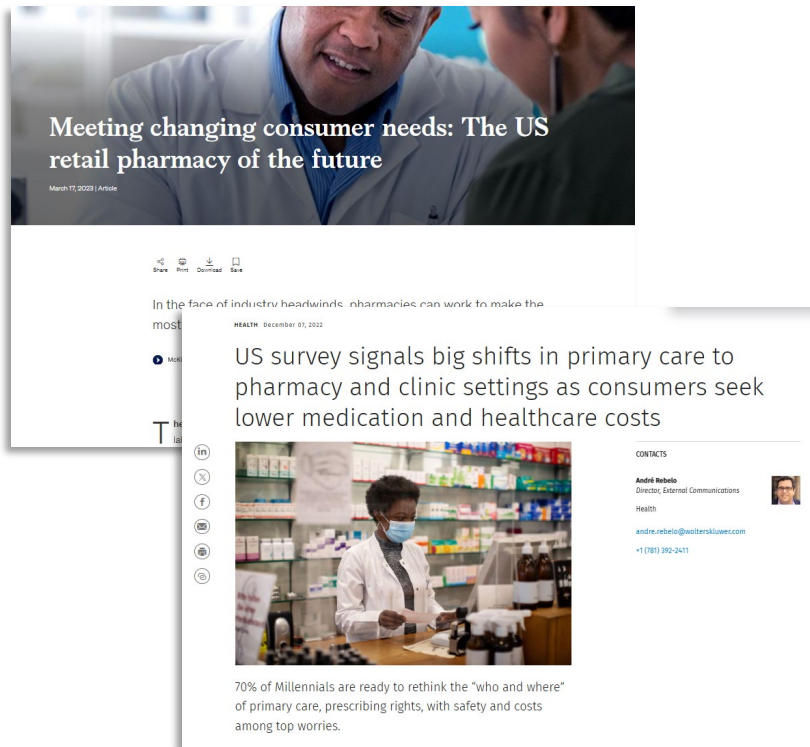 Meeting changing consumer needs: The US
retail pharmacy of the future
March 17, 2023 | Article
Share Print Download Save
In the face of industry headwinds, pharmacies can work to make the
most
HEALTH December 07, 2022
US survey signals big shifts in primary care to
pharmacy and clinic settings as consumers seek
lower medication and healthcare costs
in
X
f
CONTACTS
André Rebelo
Director, External Communications
Health
andre.rebelo@wolterskluwer.com
+1 (781) 392-2411
70% of Millennials are ready to rethink the “who and where”
of primary care, prescribing rights, with safety and costs
among top worries.